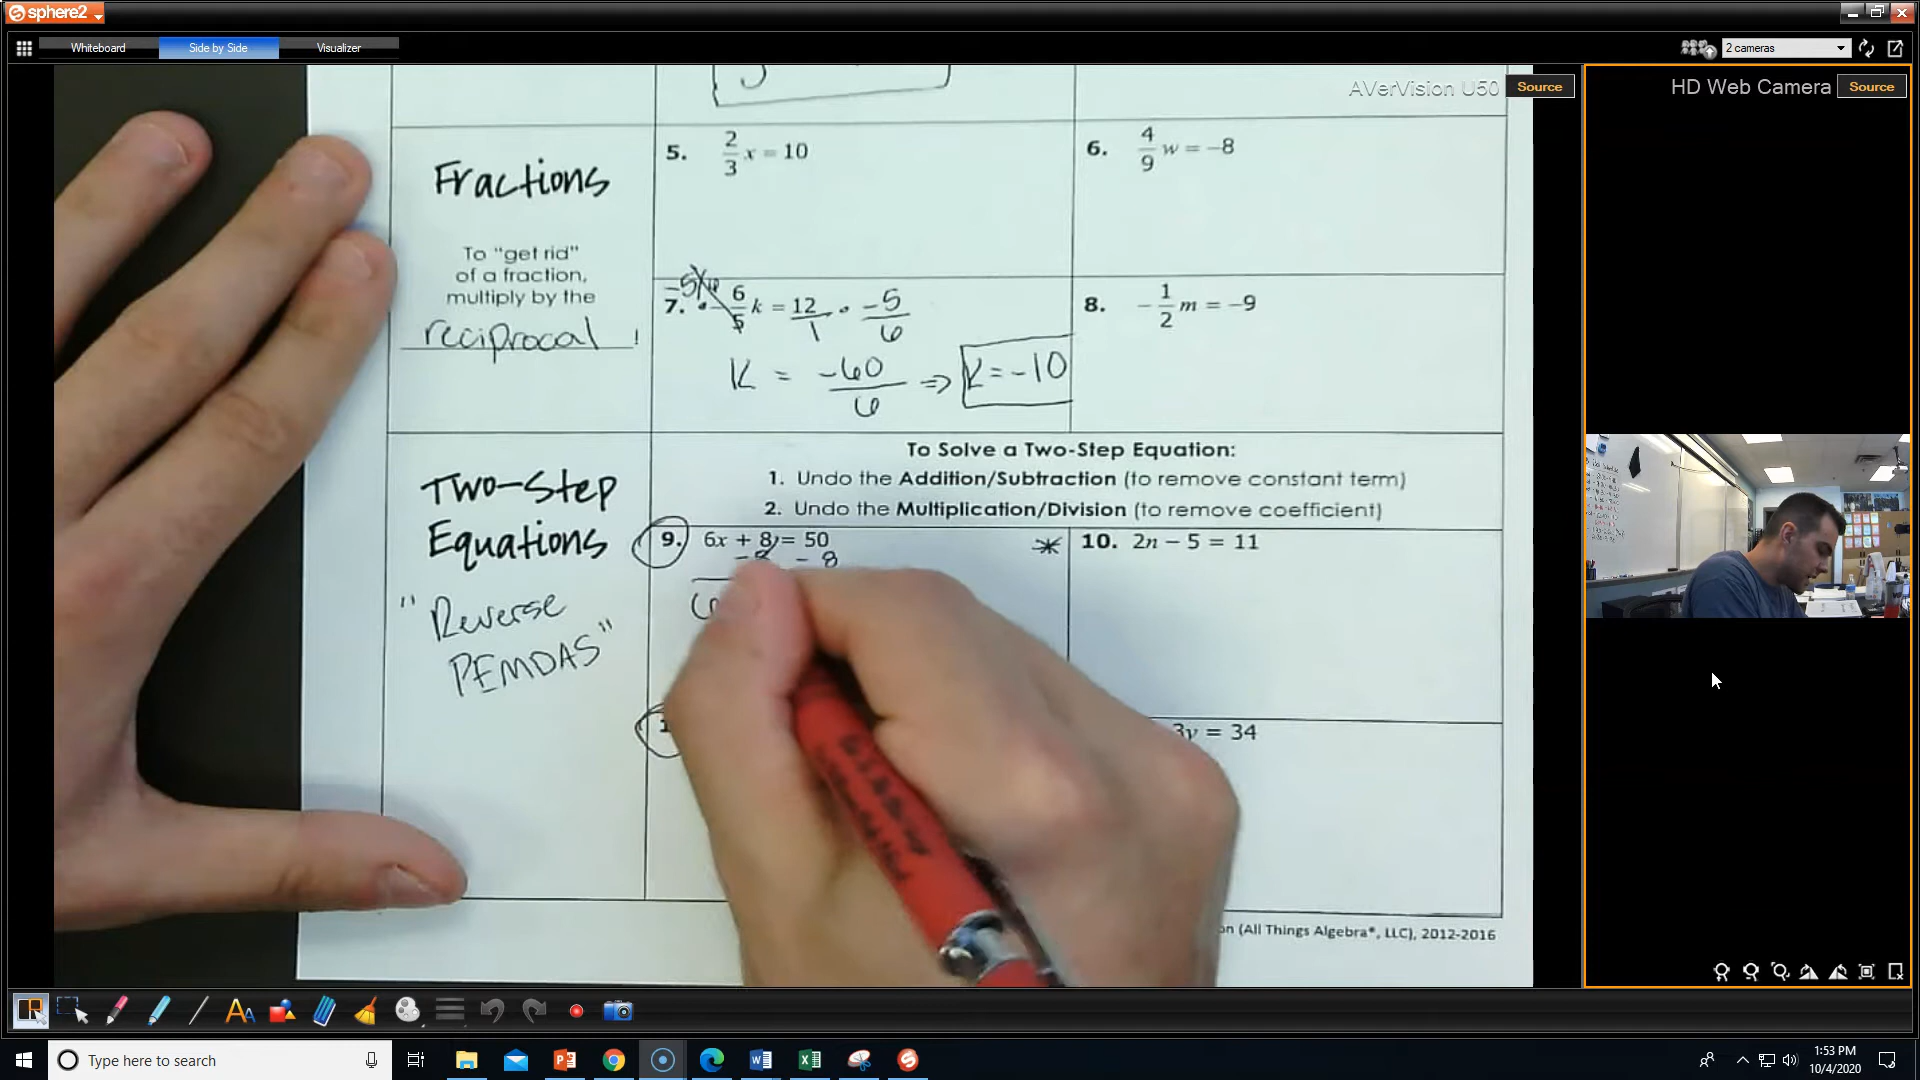 sphere2
Whiteboard
Side by Side
Visualizer
2 cameras
AVerVision U50
Source
HD Web Camera
Source
5. 2/3 x = 10
6. 4/9 w = -8
Fractions
To "get rid"
of a fraction,
multiply by the
reciprocal !
7. • - 6/5 k = 12/1 • -5/6
K = -60/6 => K = -10
8. - 1/2 m = -9
Two-Step
Equations
"Reverse
PEMDAS"
To Solve a Two-Step Equation:
1. Undo the Addition/Subtraction (to remove constant term)
2. Undo the Multiplication/Division (to remove coefficient)
9. 6x + 8 = 50
- 8 - 8
* 10. 2n - 5 = 11
3y = 34
on (All Things Algebra®, LLC), 2012-2016
Type here to search
1:53 PM
10/4/2020